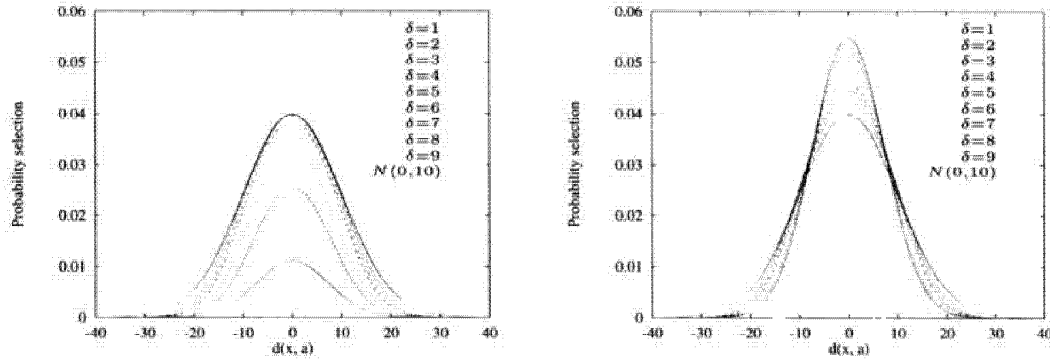 0.06
0.05
0.04
0.03
0.02
0.01
0
Probability selection
δ=1
δ=2
δ=3
δ=4
δ=5
δ=6
δ=7
δ=8
δ=9
N(0,10)
-40 -30 -20 -10 0 10 20 30 40
d(x, a)
0.06
0.05
0.04
0.03
0.02
0.01
0
Probability selection
δ=1
δ=2
δ=3
δ=4
δ=5
δ=6
δ=7
δ=8
δ=9
N(0,10)
-40 -30 -20 -10 0 10 20 30 40
d(x, a)